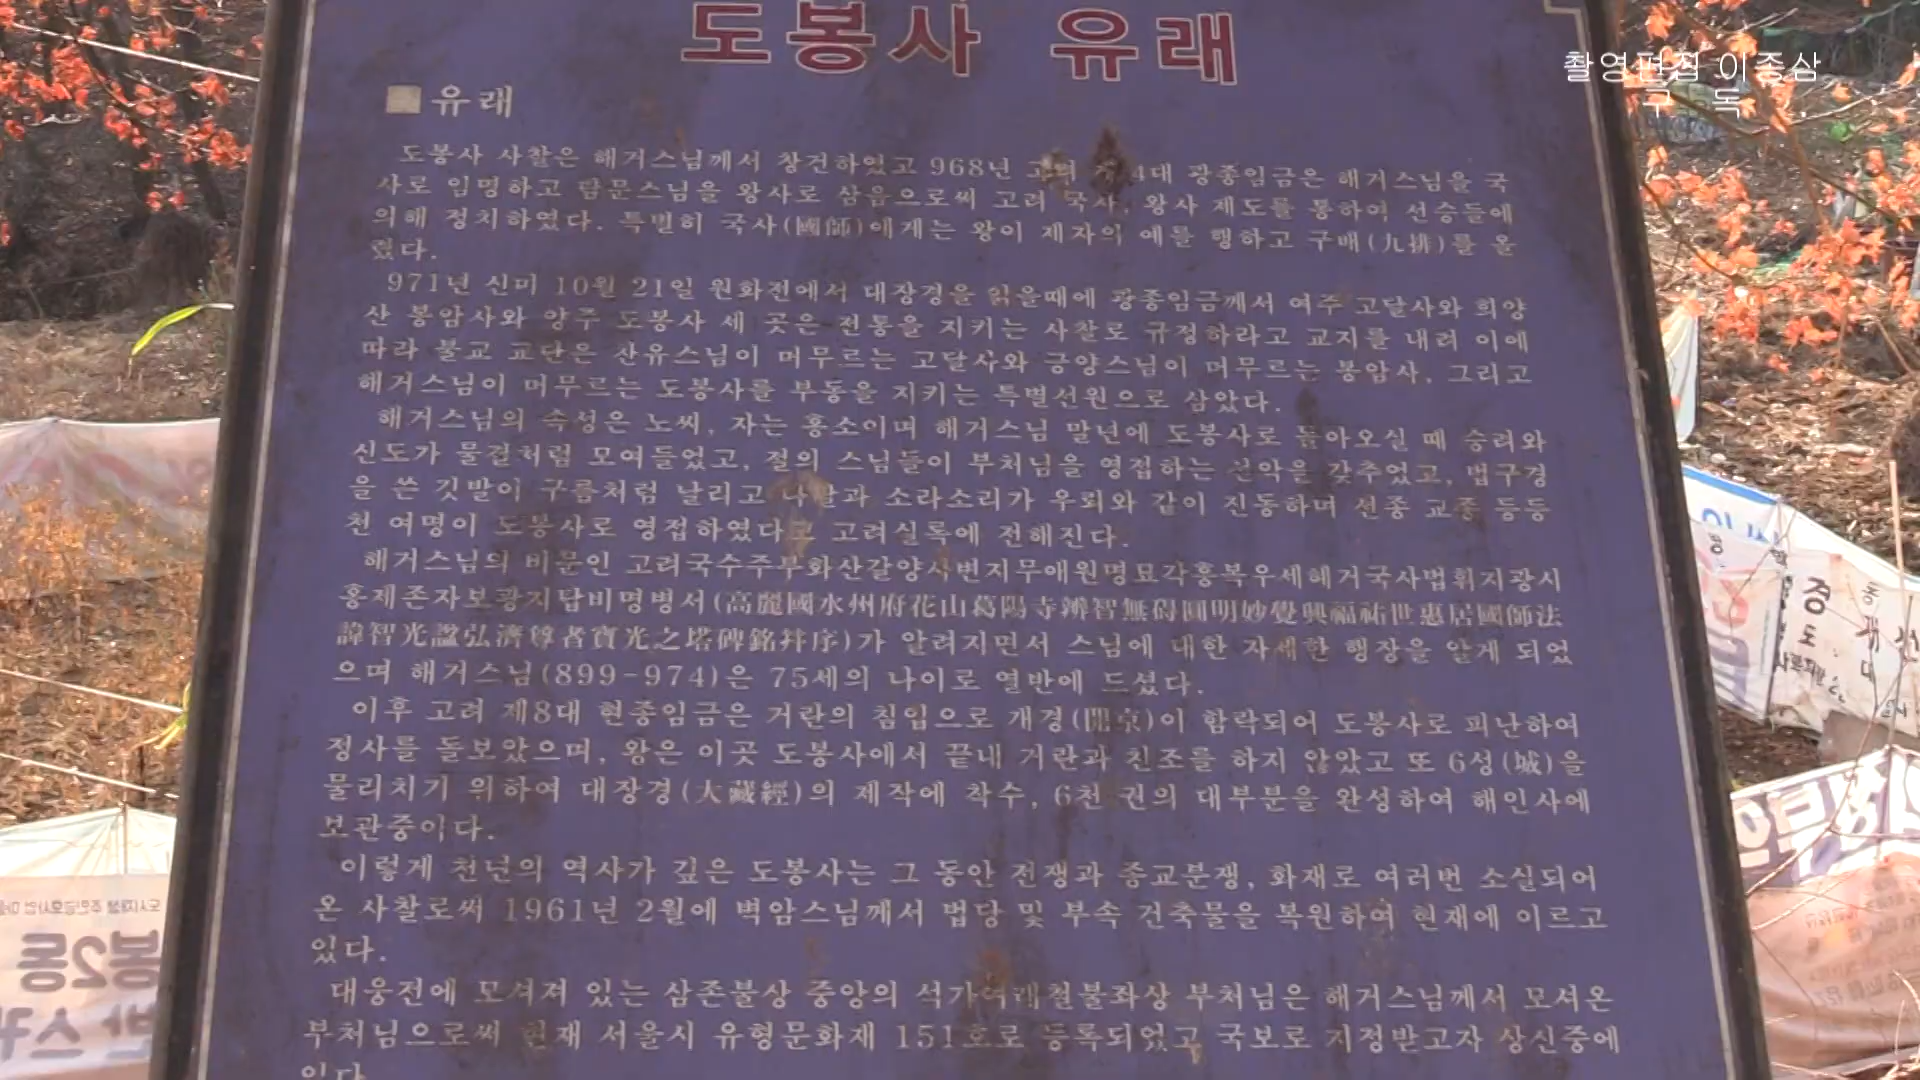 도봉사 유래
촬영편집 이종삼
구 독
유래
도봉사 사찰은 해거스님께서 창건하였고 968년 4대 광종임금은 해거스님을 국
사로 임명하고 탐문스님을 왕사로 삼음으로써 고려 국사, 왕사 제도를 통하여 선승들에
의해 정치하였다. 특별히 국사(國師)에게는 왕이 제자의 예를 행하고 구배(九排)를 올
렸다.
971년 신미 10월 21일 원화전에서 대장경을 읽을때에 광종임금께서 여주 고달사와 희양
산 봉암사와 양주 도봉사 세 곳은 전통을 지키는 사찰로 규정하라고 교지를 내려 이에
따라 불교 교단은 찬유스님이 머무르는 고달사와 긍양스님이 머무르는 봉암사, 그리고
해거스님이 머무르는 도봉사를 부동을 지키는 특별선원으로 삼았다.
해거스님의 속성은 노씨, 자는 홍소이며 해거스님 말년에 도봉사로 돌아오실 때 승려와
신도가 물결처럼 모여들었고, 절의 스님들이 부처님을 영접하는 선악을 갖추었고, 법구경
을 쓴 깃발이 구름처럼 날리고 나팔과 소라소리가 우뢰와 같이 진동하며 선종 교종 등등
천 여명이 도봉사로 영접하였다고 고려실록에 전해진다.
해거스님의 비문인 고려국수주부화산갈양사변지무애원명묘각흥복우세혜거국사법휘지광시
홍제존자보광지탑비명병서(高麗國水州府花山葛陽寺辨智無碍圓明妙覺興福祐世惠居國師法
諱智光諡弘濟尊者寶光之塔碑銘幷序)가 알려지면서 스님에 대한 자세한 행장을 알게 되었
으며 해거스님(899-974)은 75세의 나이로 열반에 드셨다.
이후 고려 제8대 현종임금은 거란의 침입으로 개경(開京)이 함락되어 도봉사로 피난하여
정사를 돌보았으며, 왕은 이곳 도봉사에서 끝내 거란과 친조를 하지 않았고 또 6성(城)을
물리치기 위하여 대장경(大藏經)의 제작에 착수, 6천 권의 대부분을 완성하여 해인사에
보관중이다.
이렇게 천년의 역사가 깊은 도봉사는 그 동안 전쟁과 종교분쟁, 화재로 여러번 소실되어
온 사찰로써 1961년 2월에 벽암스님께서 법당 및 부속 건축물을 복원하여 현재에 이르고
있다.
대웅전에 모셔져 있는 삼존불상 중앙의 석가여래철불좌상 부처님은 해거스님께서 모셔온
부처님으로써 현재 서울시 유형문화재 151호로 등록되었고 국보로 지정받고자 상신중에
있다